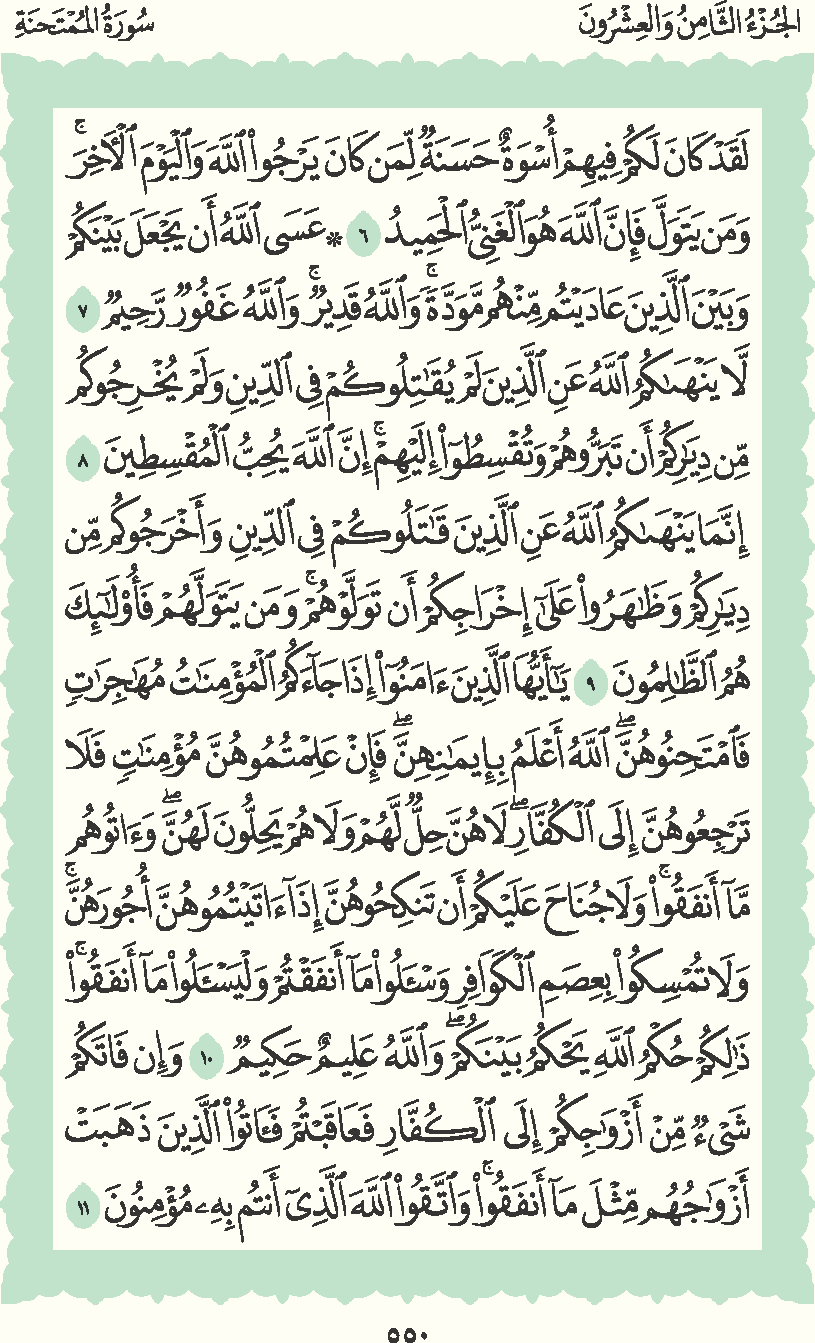 الجُزْءُ الثَّامِنُ وَالعِشْرُونَ
سُورَةُ المُمْتَحنَةِ
لَقَدْ كَانَ لَكُمْ فِيهِمْ أُسْوَةٌ حَسَنَةٌ لِّمَن كَانَ يَرْجُوا۟ ٱللَّهَ وَٱلْيَوْمَ ٱلْـَٔاخِرَ ۚ
وَمَن يَتَوَلَّ فَإِنَّ ٱللَّهَ هُوَ ٱلْغَنِىُّ ٱلْحَمِيدُ ٦ ۞ عَسَى ٱللَّهُ أَن يَجْعَلَ بَيْنَكُمْ
وَبَيْنَ ٱلَّذِينَ عَادَيْتُم مِّنْهُم مَّوَدَّةً ۚ وَٱللَّهُ قَدِيرٌ ۚ وَٱللَّهُ غَفُورٌ رَّحِيمٌ ٧
لَّا يَنْهَىٰكُمُ ٱللَّهُ عَنِ ٱلَّذِينَ لَمْ يُقَـٰتِلُوكُمْ فِى ٱلدِّينِ وَلَمْ يُخْرِجُوكُم
مِّن دِيَـٰرِكُمْ أَن تَبَرُّوهُمْ وَتُقْسِطُوٓا۟ إِلَيْهِمْ ۚ إِنَّ ٱللَّهَ يُحِبُّ ٱلْمُقْسِطِينَ ٨
إِنَّمَا يَنْهَىٰكُمُ ٱللَّهُ عَنِ ٱلَّذِينَ قَـٰتَلُوكُمْ فِى ٱلدِّينِ وَأَخْرَجُوكُم مِّن
دِيَـٰرِكُمْ وَظَـٰهَرُوا۟ عَلَىٰٓ إِخْرَاجِكُمْ أَن تَوَلَّوْهُمْ ۚ وَمَن يَتَوَلَّهُمْ فَأُو۟لَـٰٓئِكَ
هُمُ ٱلظَّـٰلِمُونَ ٩ يَـٰٓأَيُّهَا ٱلَّذِينَ ءَامَنُوٓا۟ إِذَا جَآءَكُمُ ٱلْمُؤْمِنَـٰتُ مُهَـٰجِرَٰتٍ
فَٱمْتَحِنُوهُنَّ ۖ ٱللَّهُ أَعْلَمُ بِإِيمَـٰنِهِنَّ ۖ فَإِنْ عَلِمْتُمُوهُنَّ مُؤْمِنَـٰتٍ فَلَا
تَرْجِعُوهُنَّ إِلَى ٱلْكُفَّارِ ۖ لَا هُنَّ حِلٌّ لَّهُمْ وَلَا هُمْ يَحِلُّونَ لَهُنَّ ۖ وَءَاتُوهُم
مَّآ أَنفَقُوا۟ ۚ وَلَا جُنَاحَ عَلَيْكُمْ أَن تَنكِحُوهُنَّ إِذَآ ءَاتَيْتُمُوهُنَّ أُجُورَهُنَّ ۚ
وَلَا تُمْسِكُوا۟ بِعِصَمِ ٱلْكَوَافِرِ وَسْـَٔلُوا۟ مَآ أَنفَقْتُمْ وَلْيَسْـَٔلُوا۟ مَآ أَنفَقُوا۟ ۚ
ذَٰلِكُمْ حُكْمُ ٱللَّهِ يَحْكُمُ بَيْنَكُمْ ۖ وَٱللَّهُ عَلِيمٌ حَكِيمٌ ١٠ وَإِن فَاتَكُمْ
شَىْءٌ مِّنْ أَزْوَٰجِكُمْ إِلَى ٱلْكُفَّارِ فَعَاقَبْتُمْ فَـَٔاتُوا۟ ٱلَّذِينَ ذَهَبَتْ
أَزْوَٰجُهُم مِّثْلَ مَآ أَنفَقُوا۟ ۚ وَٱتَّقُوا۟ ٱللَّهَ ٱلَّذِىٓ أَنتُم بِهِۦ مُؤْمِنُونَ ١١
٥٥٠